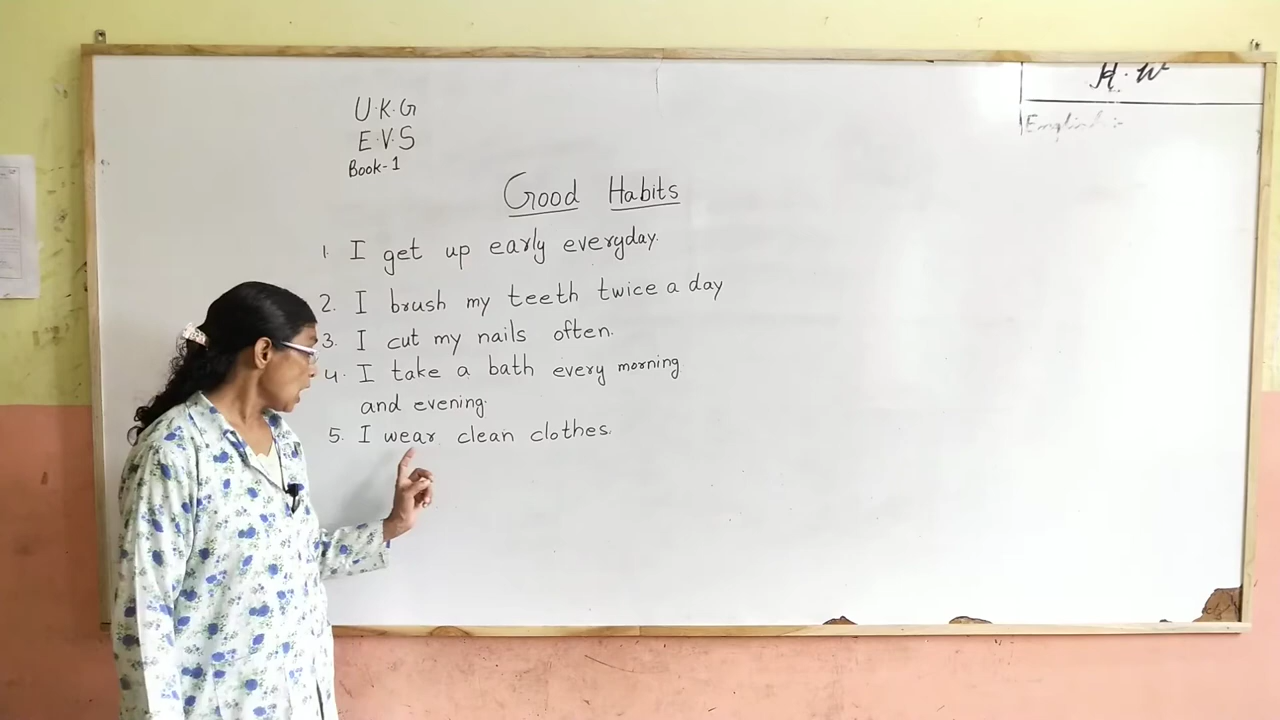 U.K.G
E.V.S
Book-1
H.W
English :-
Good Habits
1. I get up early everyday.
2. I brush my teeth twice a day
3. I cut my nails often.
4. I take a bath every morning
and evening.
5. I wear clean clothes.